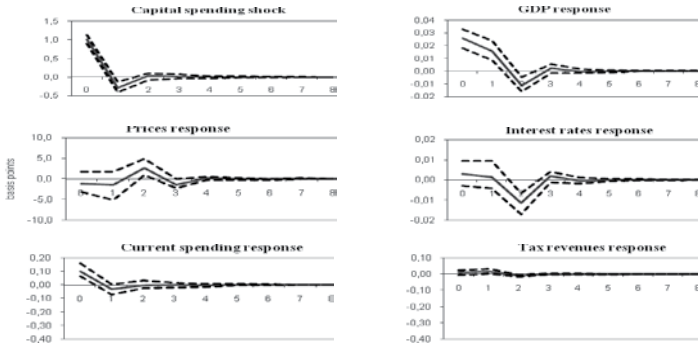 Capital spending shock
1,5
1,0
0,5
0,0
-0,5
0 1 2 3 4 5 6 7 8
GDP response
0,04
0,03
0,02
0,01
0,00
-0,01
-0,02
0 1 2 3 4 5 6 7 8
Prices response
basis points
10,0
5,0
0,0
-5,0
-10,0
0 1 2 3 4 5 6 7 8
Interest rates response
0,02
0,01
0,00
-0,01
-0,02
0 1 2 3 4 5 6 7 8
Current spending response
0,20
0,10
0,00
-0,10
-0,20
-0,30
-0,40
0 1 2 3 4 5 6 7 8
Tax revenues response
0,10
0,00
-0,10
-0,20
-0,30
-0,40
0 1 2 3 4 5 6 7 8